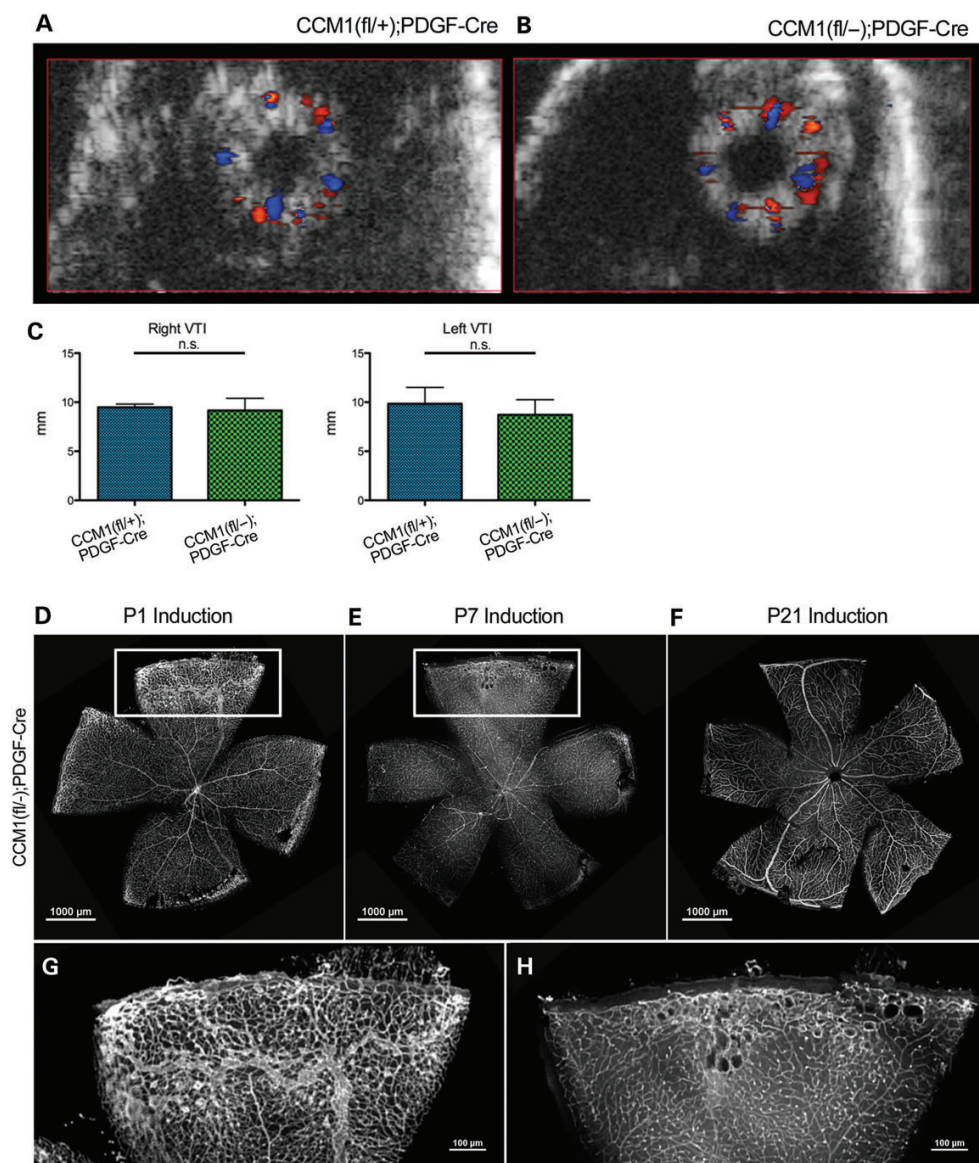 A
CCM1(fl/+);PDGF-Cre
B
CCM1(fl/–);PDGF-Cre
C
Right VTI
n.s.
15
10
5
0
mm
CCM1(fl/+);
PDGF-Cre
CCM1(fl/–);
PDGF-Cre
Left VTI
n.s.
15
10
5
0
mm
CCM1(fl/+);
PDGF-Cre
CCM1(fl/–);
PDGF-Cre
D
P1 Induction
E
P7 Induction
F
P21 Induction
CCM1(fl/-);PDGF-Cre
1000 µm
1000 µm
1000 µm
G
100 µm
H
100 µm